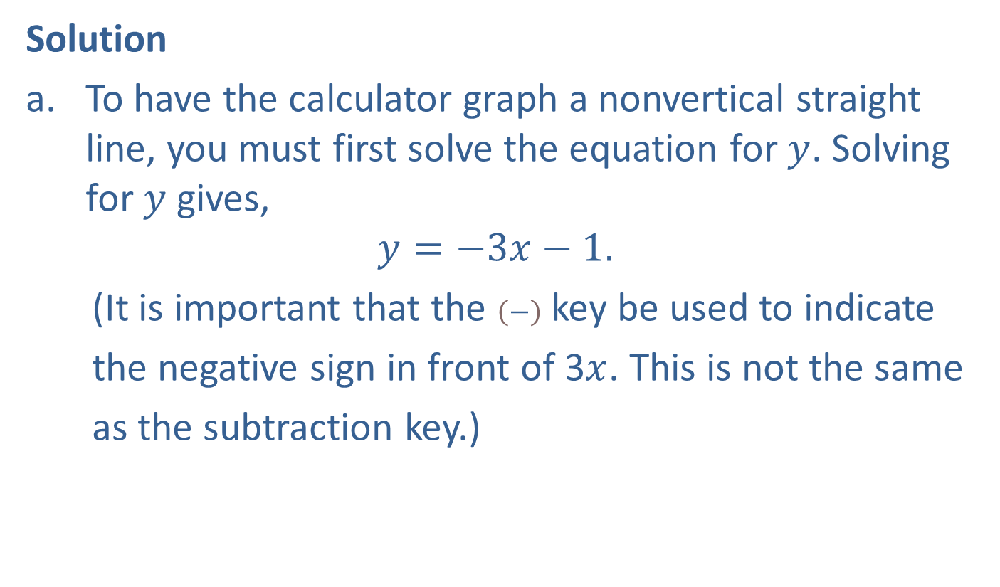 Solution
a. To have the calculator graph a nonvertical straight
line, you must first solve the equation for y. Solving
for y gives,
y = −3x − 1.
(It is important that the (−) key be used to indicate
the negative sign in front of 3x. This is not the same
as the subtraction key.)